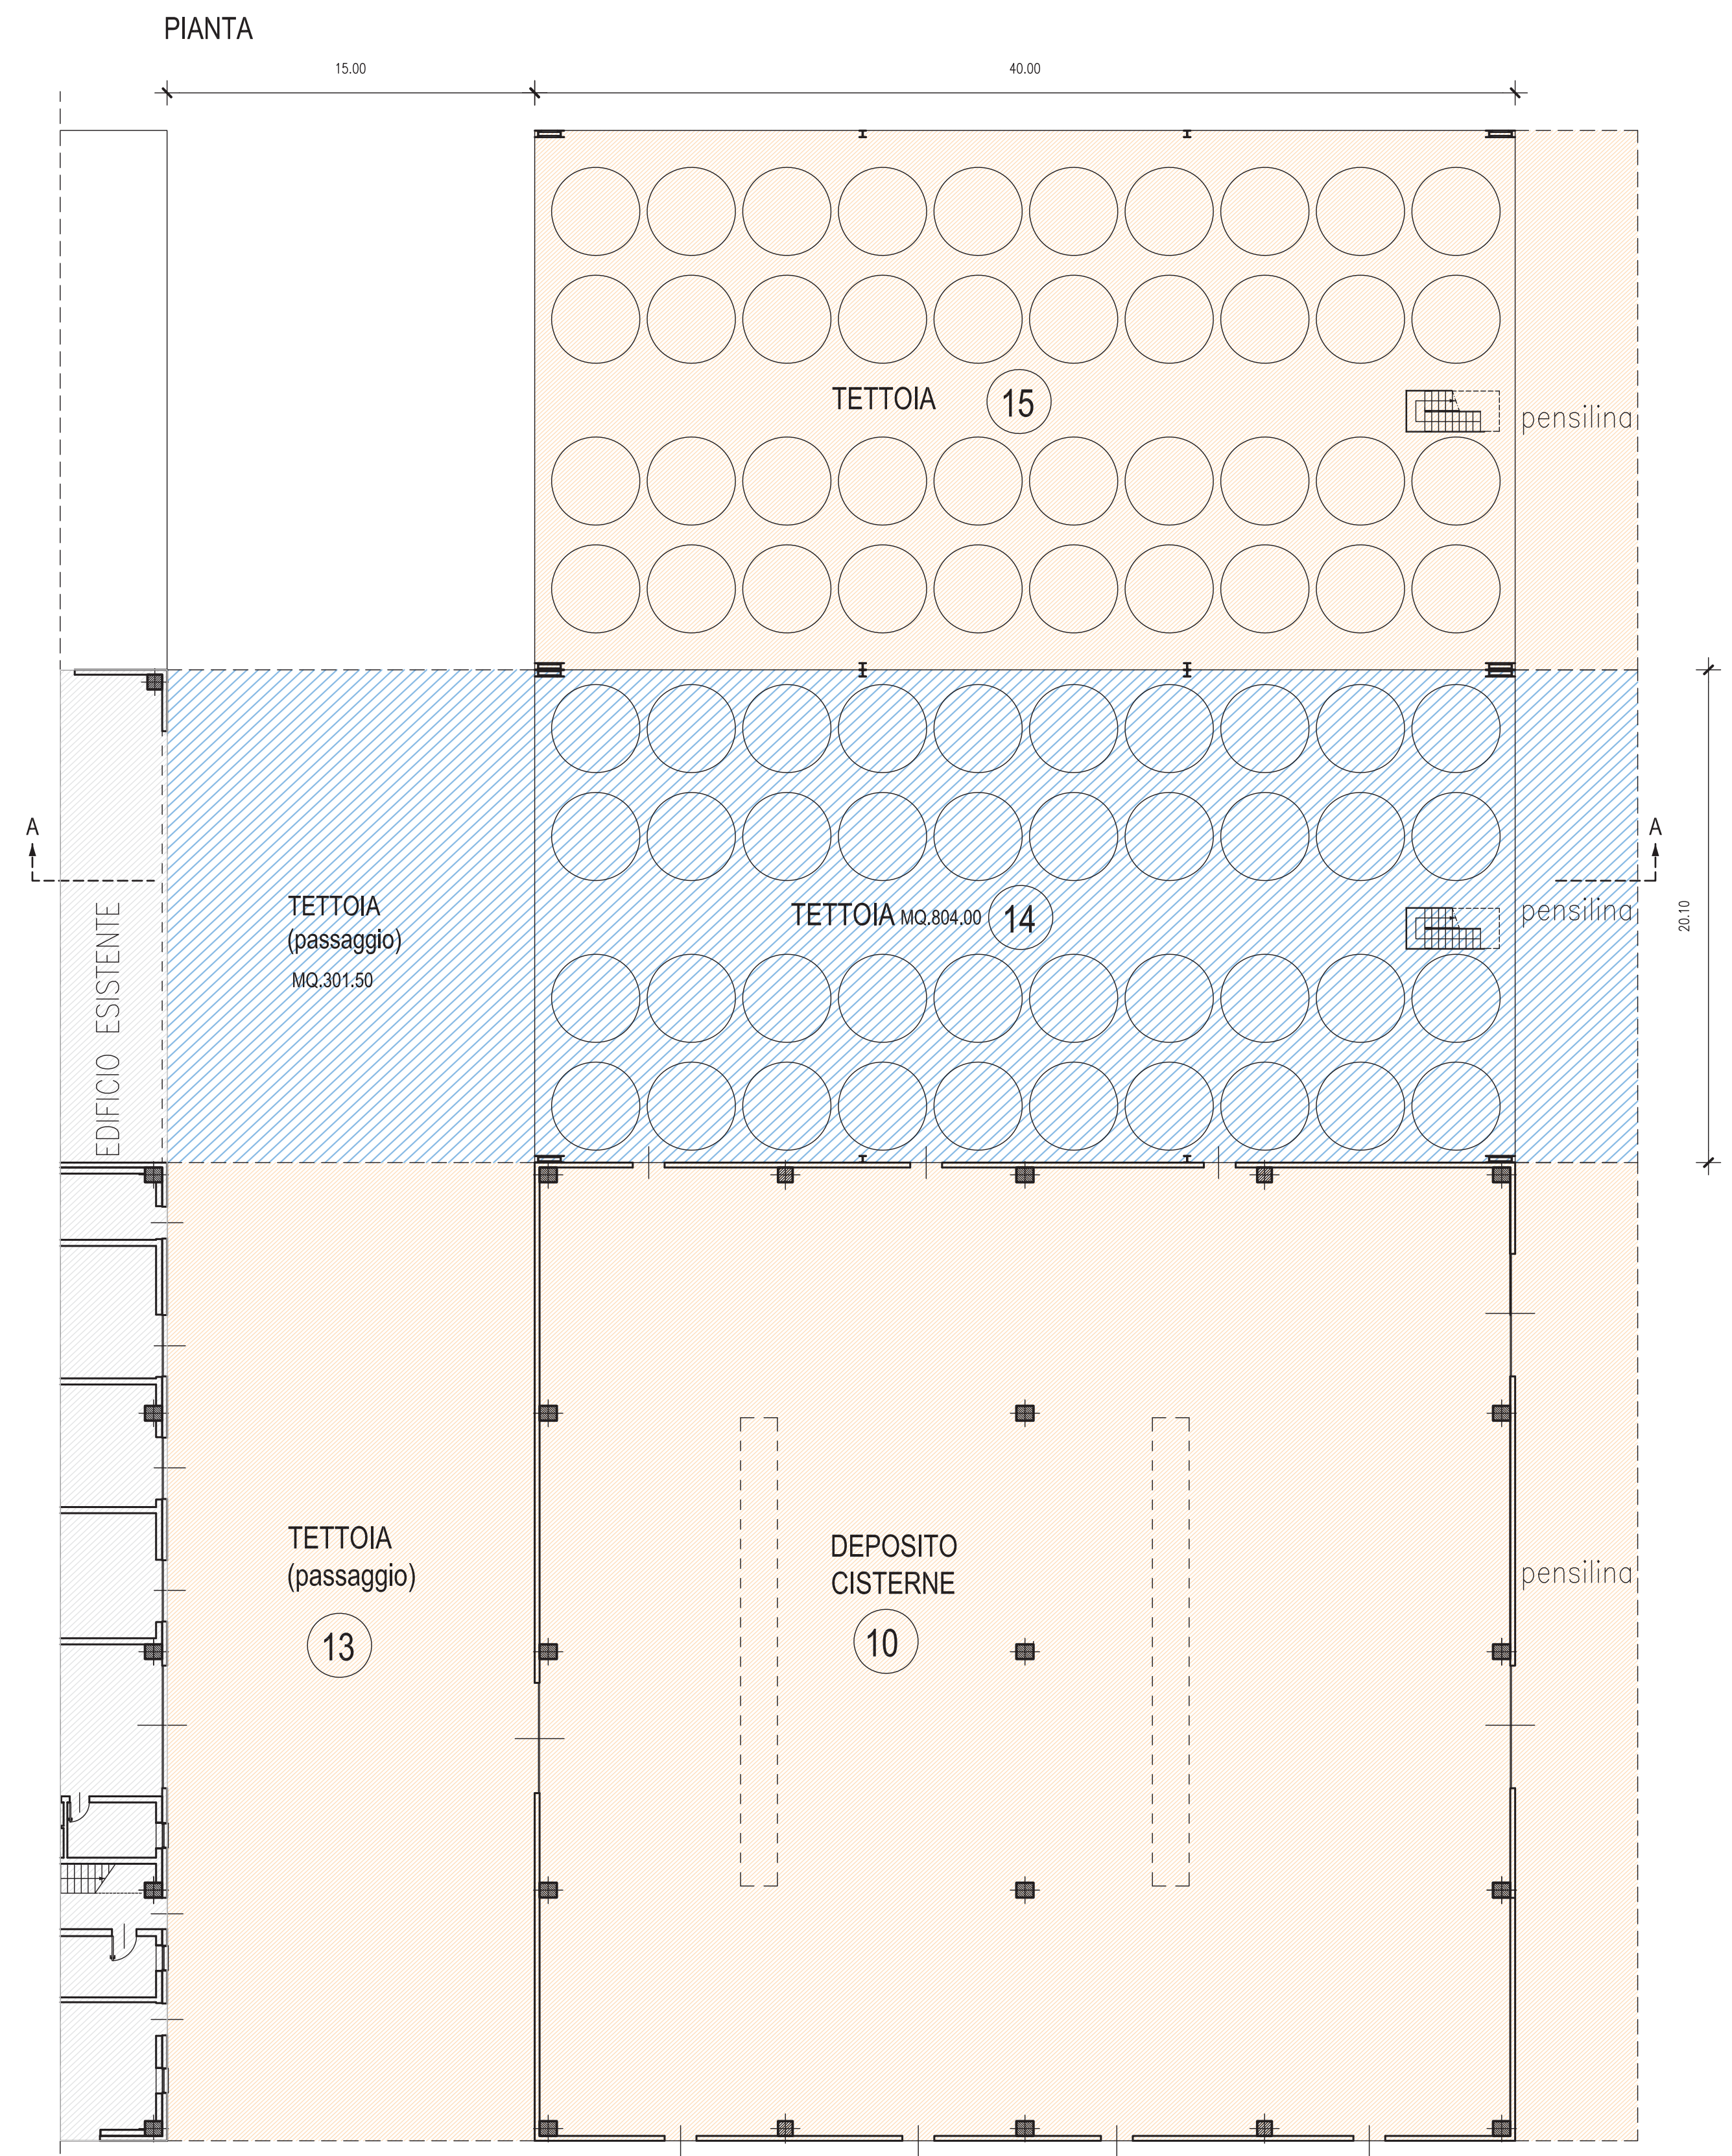 PIANTA
15.00
40.00
TETTOIA
15
pensilina
A
A
EDIFICIO ESISTENTE
TETTOIA
(passaggio)
MQ.301.50
TETTOIA MQ.804.00
14
pensilina
20.10
TETTOIA
(passaggio)
13
DEPOSITO
CISTERNE
10
pensilina